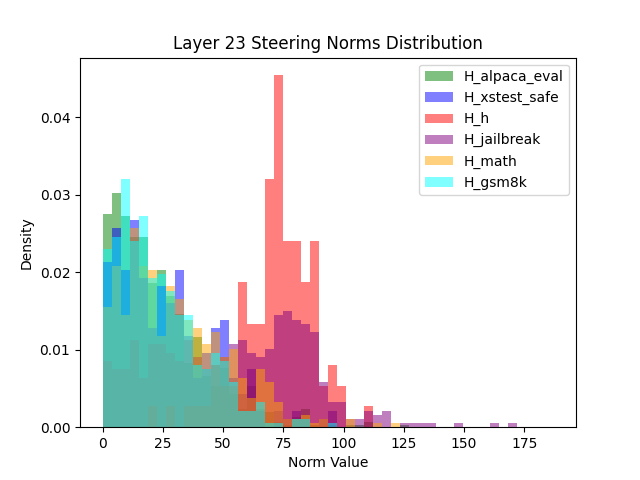 Layer 23 Steering Norms Distribution
H_alpaca_eval
H_xstest_safe
H_h
H_jailbreak
H_math
H_gsm8k
0.04
0.03
0.02
0.01
0.00
Density
0 25 50 75 100 125 150 175
Norm Value